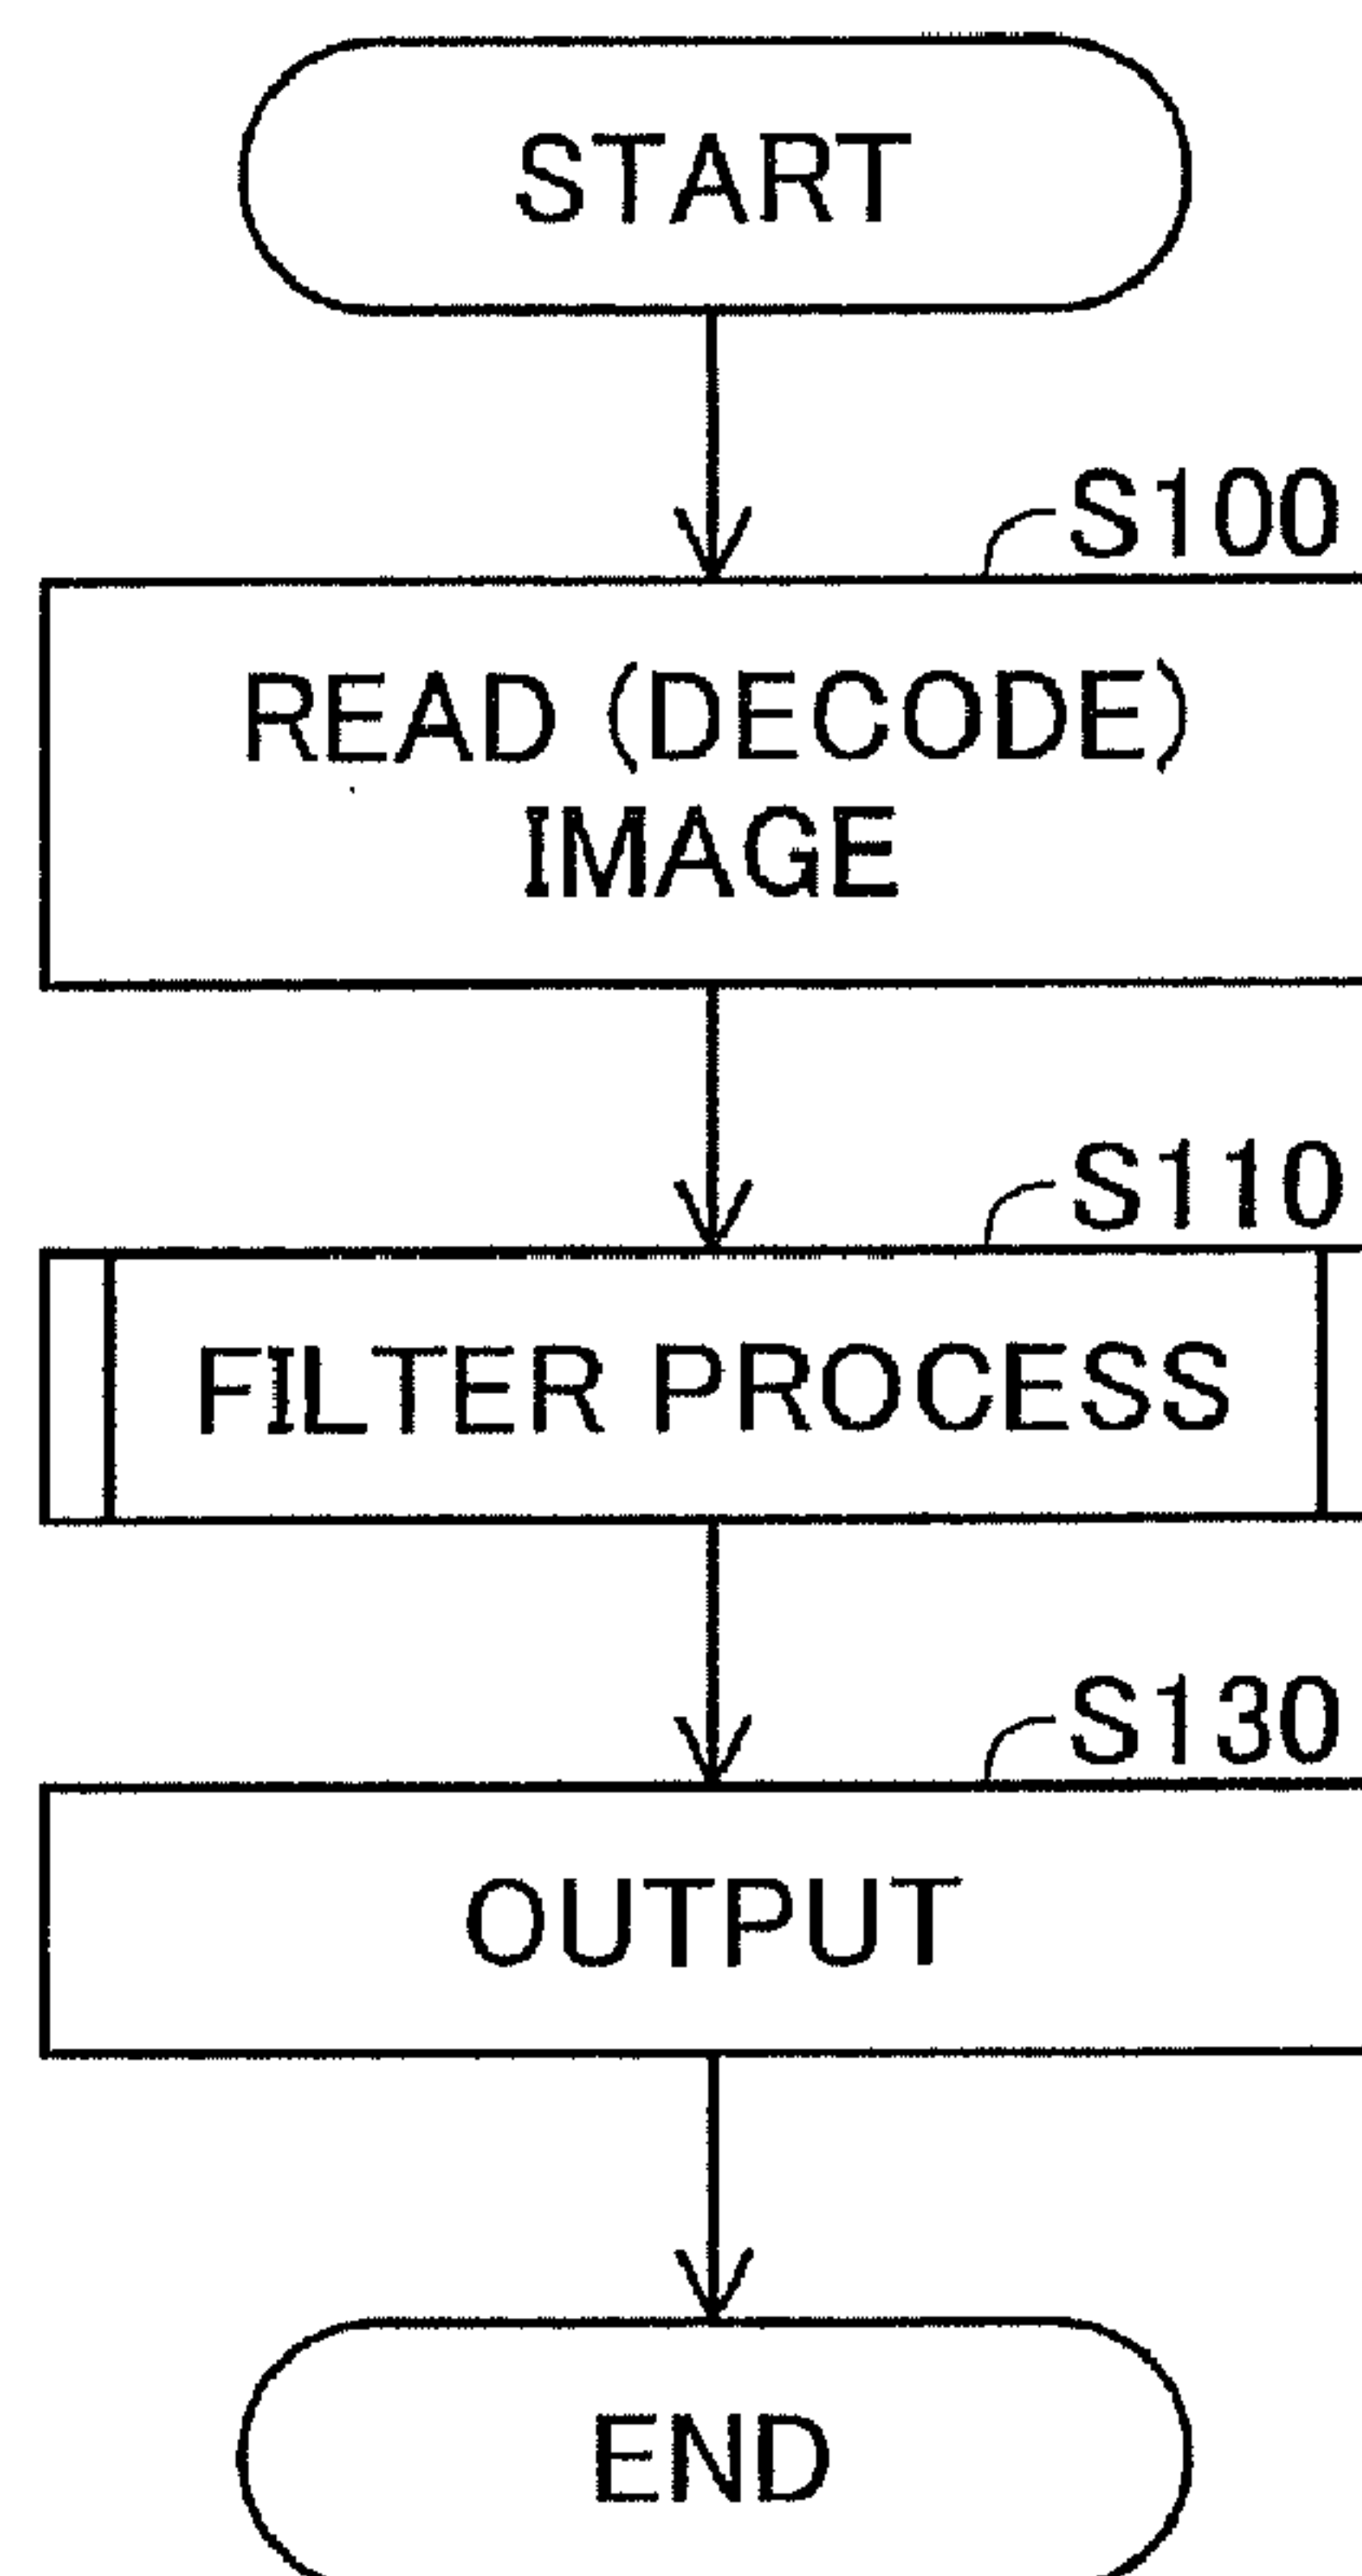 START
S100
READ (DECODE)
IMAGE
S110
FILTER PROCESS
S130
OUTPUT
END